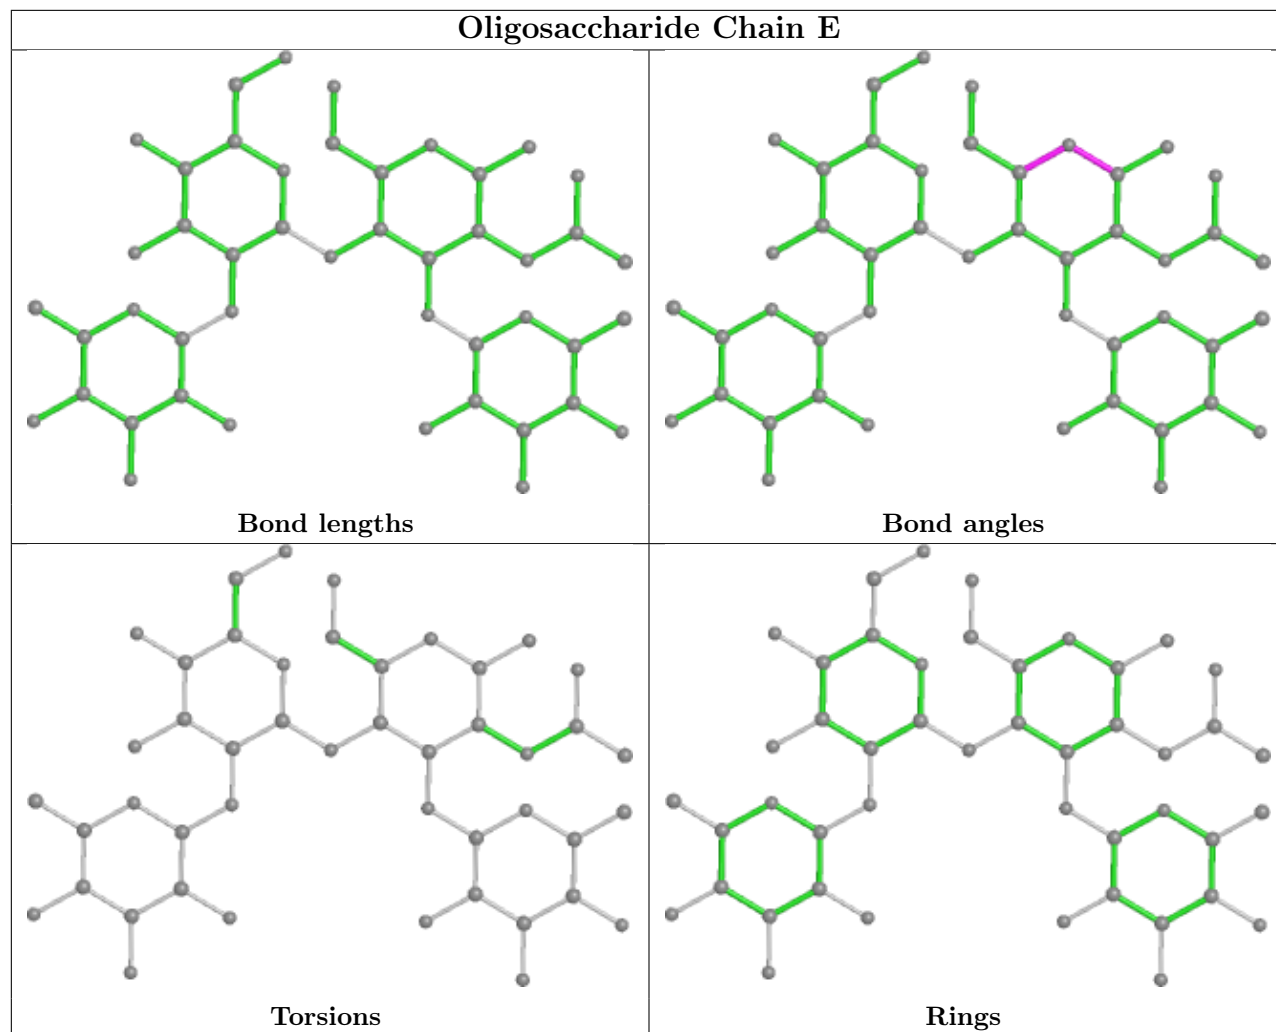 Oligosaccharide Chain E
Bond lengths
Bond angles
Torsions
Rings